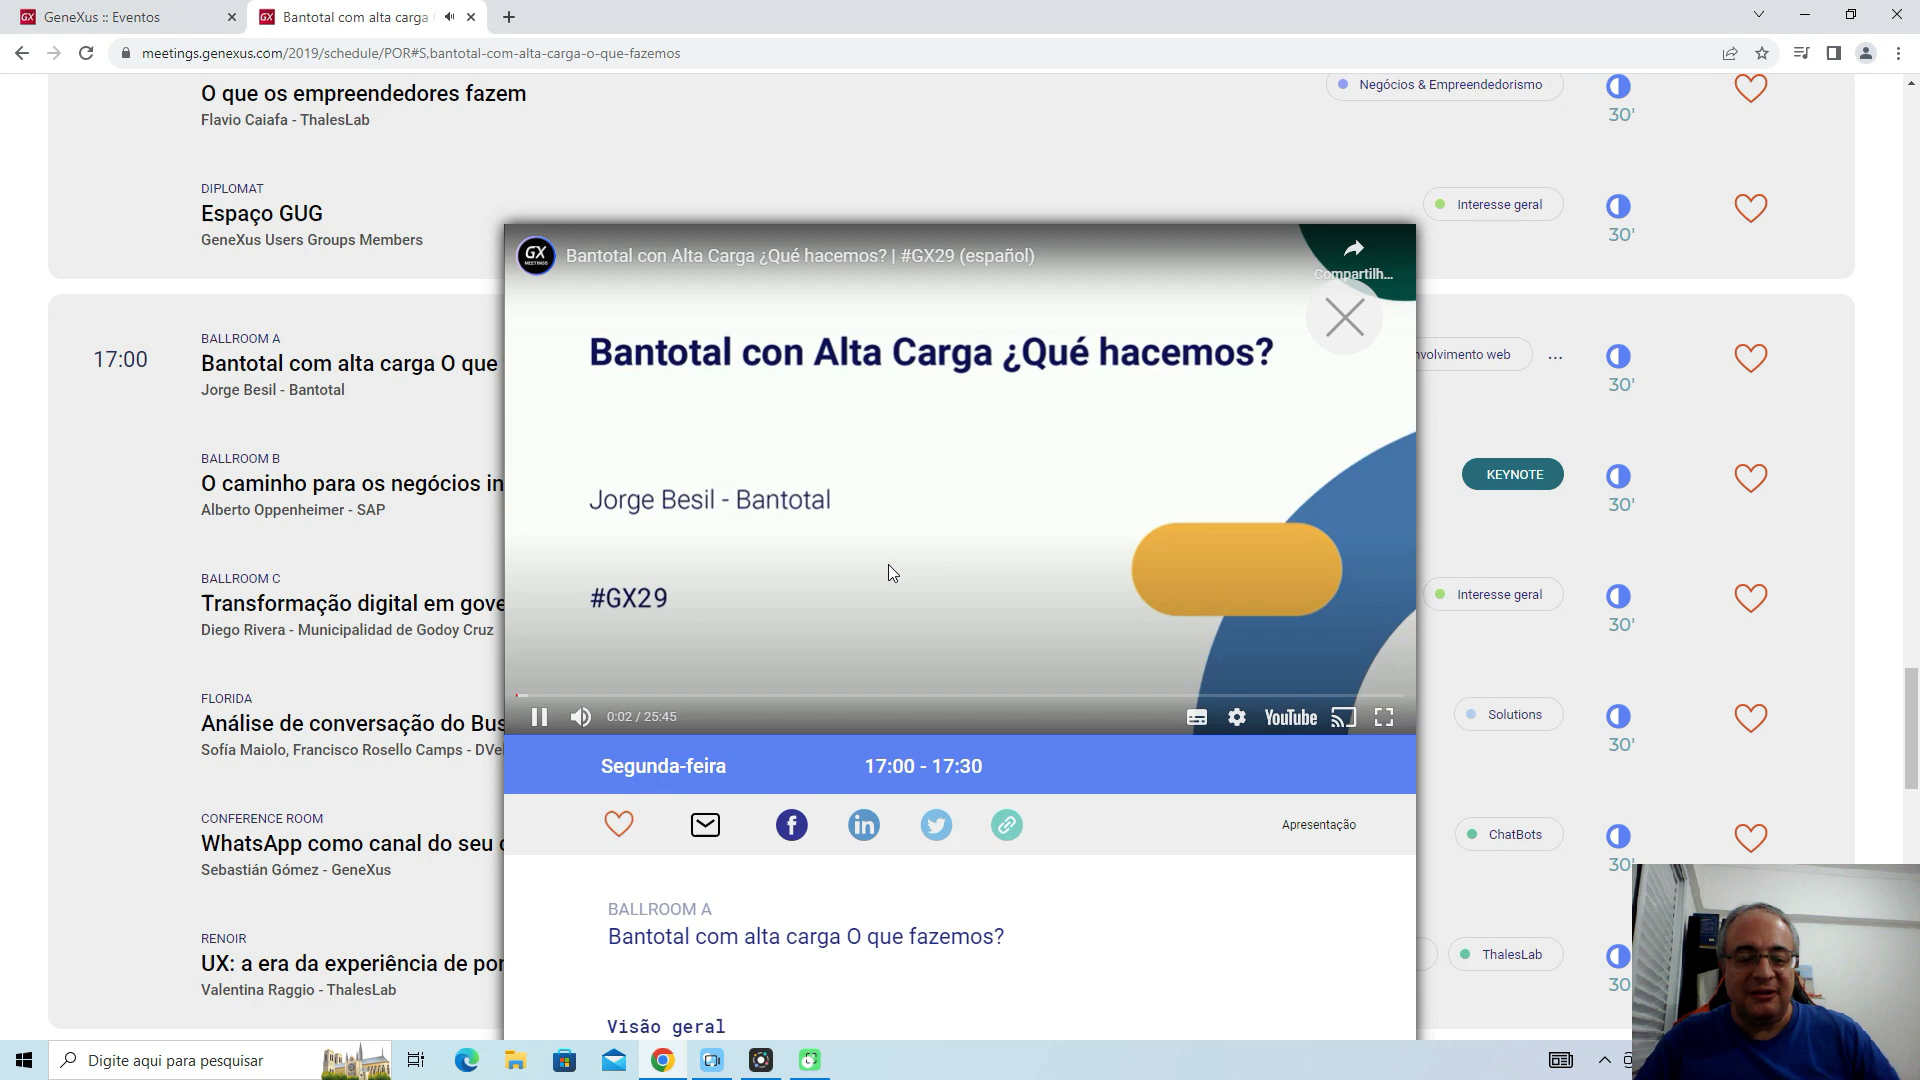 GeneXus :: Eventos
Bantotal com alta carga
meetings.genexus.com/2019/schedule/POR#S,bantotal-com-alta-carga-o-que-fazemos
O que os empreendedores fazem
Flavio Caiafa - ThalesLab
Negócios & Empreendedorismo
30'
DIPLOMAT
Espaço GUG
GeneXus Users Groups Members
Interesse geral
30'
GX
MEETINGS
Bantotal con Alta Carga ¿Qué hacemos? | #GX29 (español)
Compartilh...
Bantotal con Alta Carga ¿Qué hacemos?
Jorge Besil - Bantotal
#GX29
0:02 / 25:45
YouTube
17:00
BALLROOM A
Bantotal com alta carga O que
Jorge Besil - Bantotal
nvolvimento web
...
30'
BALLROOM B
O caminho para os negócios in
Alberto Oppenheimer - SAP
KEYNOTE
30'
BALLROOM C
Transformação digital em gove
Diego Rivera - Municipalidad de Godoy Cruz
Interesse geral
30'
FLORIDA
Análise de conversação do Bus
Sofía Maiolo, Francisco Rosello Camps - DVel
Solutions
30'
CONFERENCE ROOM
WhatsApp como canal do seu c
Sebastián Gómez - GeneXus
ChatBots
30'
RENOIR
UX: a era da experiência de por
Valentina Raggio - ThalesLab
ThalesLab
30
Segunda-feira
17:00 - 17:30
Apresentação
BALLROOM A
Bantotal com alta carga O que fazemos?
Visão geral
Digite aqui para pesquisar